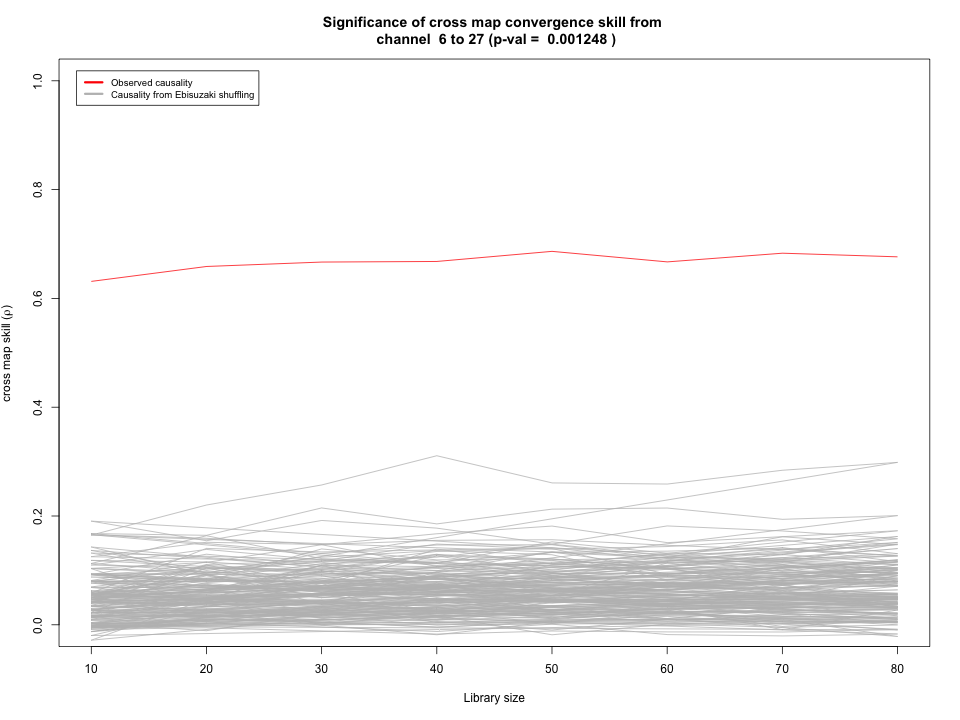 Significance of cross map convergence skill from
channel  6 to 27 (p-val =  0.001248 )
Observed causality
Causality from Ebisuzaki shuffling
1.0
0.8
0.6
0.4
0.2
0.0
cross map skill (ρ)
10 20 30 40 50 60 70 80
Library size